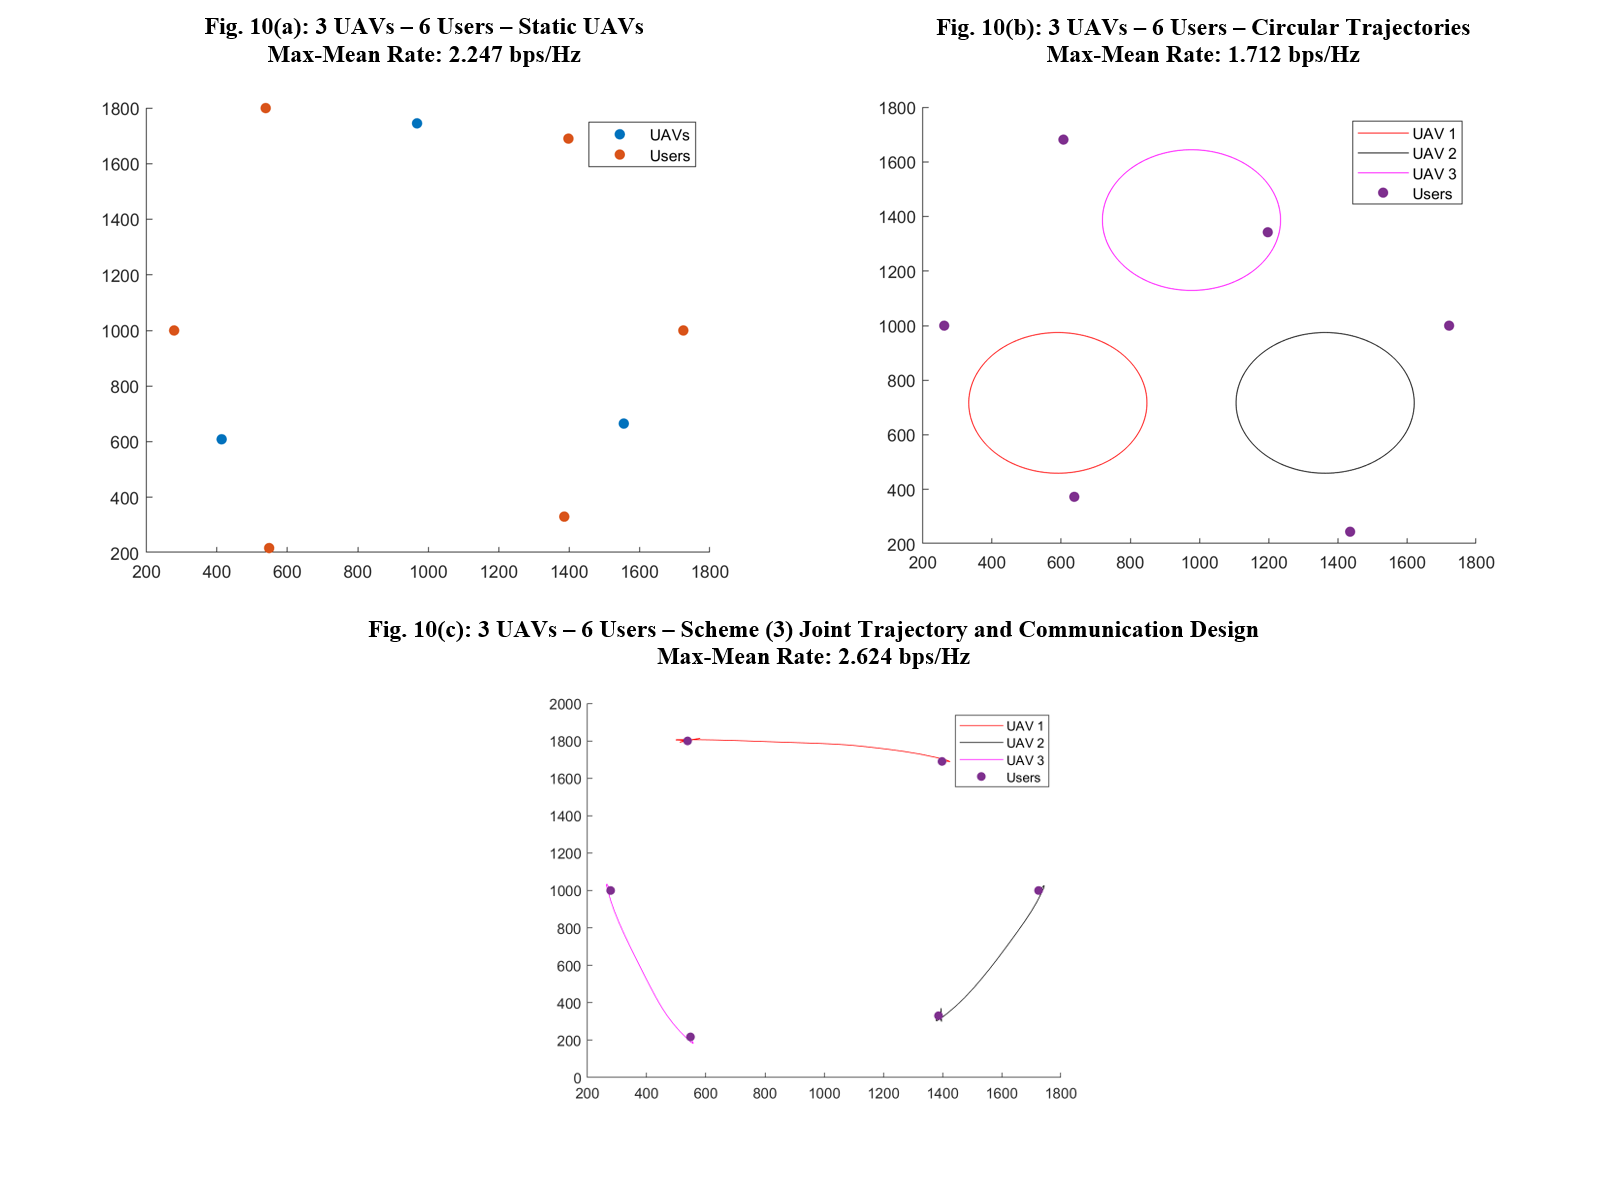 Fig. 10(a): 3 UAVs – 6 Users – Static UAVs
Max-Mean Rate: 2.247 bps/Hz
1800
1600
1400
1200
1000
800
600
400
200
200 400 600 800 1000 1200 1400 1600 1800
UAVs
Users
Fig. 10(b): 3 UAVs – 6 Users – Circular Trajectories
Max-Mean Rate: 1.712 bps/Hz
1800
1600
1400
1200
1000
800
600
400
200
200 400 600 800 1000 1200 1400 1600 1800
UAV 1
UAV 2
UAV 3
Users
Fig. 10(c): 3 UAVs – 6 Users – Scheme (3) Joint Trajectory and Communication Design
Max-Mean Rate: 2.624 bps/Hz
2000
1800
1600
1400
1200
1000
800
600
400
200
0
200 400 600 800 1000 1200 1400 1600 1800
UAV 1
UAV 2
UAV 3
Users